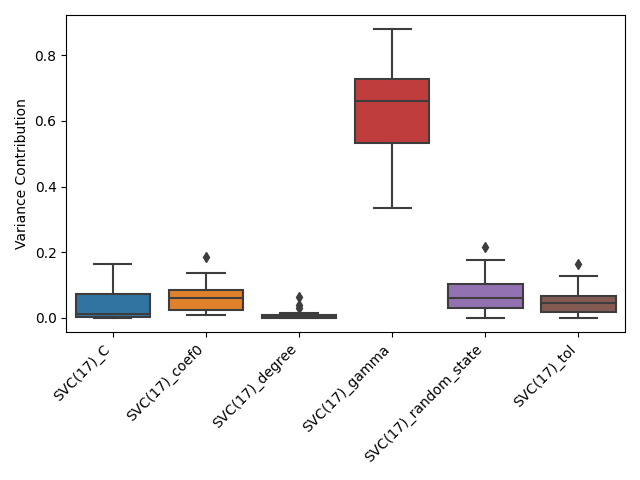 Variance Contribution
0.8
0.6
0.4
0.2
0.0
SVC(17)_C
SVC(17)_coef0
SVC(17)_degree
SVC(17)_gamma
SVC(17)_random_state
SVC(17)_tol